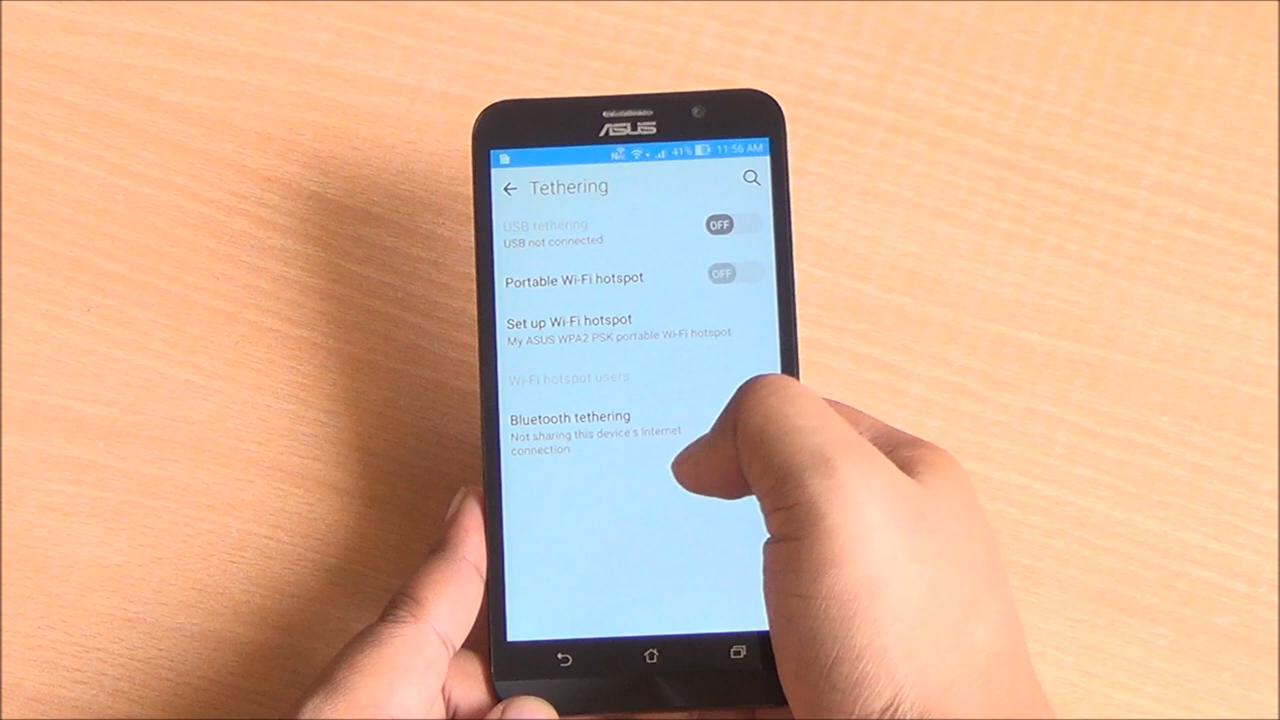 ASUS
41% 11:56 AM
Tethering
USB tethering
USB not connected
OFF
Portable Wi-Fi hotspot
OFF
Set up Wi-Fi hotspot
My ASUS WPA2 PSK portable Wi-Fi hotspot
Wi-Fi hotspot users
Bluetooth tethering
Not sharing this device's Internet
connection